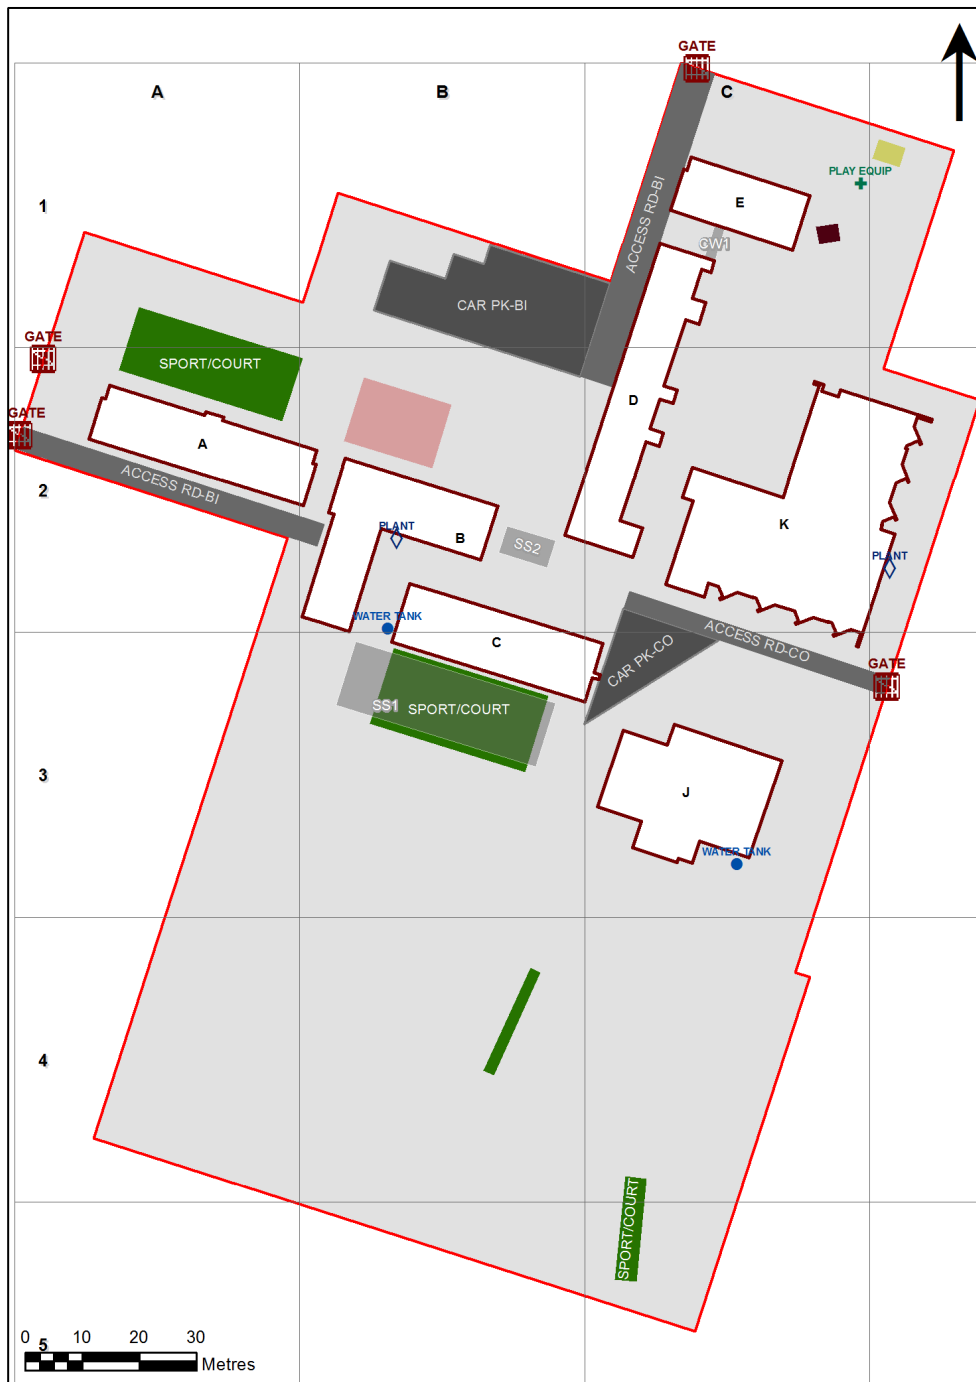 GATE
A
B
C
PLAY EQUIP
1
E
ACCESS RD-BI
CW1
CAR PK-BI
GATE
SPORT/COURT
D
GATE
A
ACCESS RD-BI
2
PLANT
B
SS2
K
PLANT
WATER TANK
C
ACCESS RD-CO
CAR PK-CO
GATE
SS1
SPORT/COURT
3
J
WATER TANK
4
SPORT/COURT
0 10 20 30
5
Metres